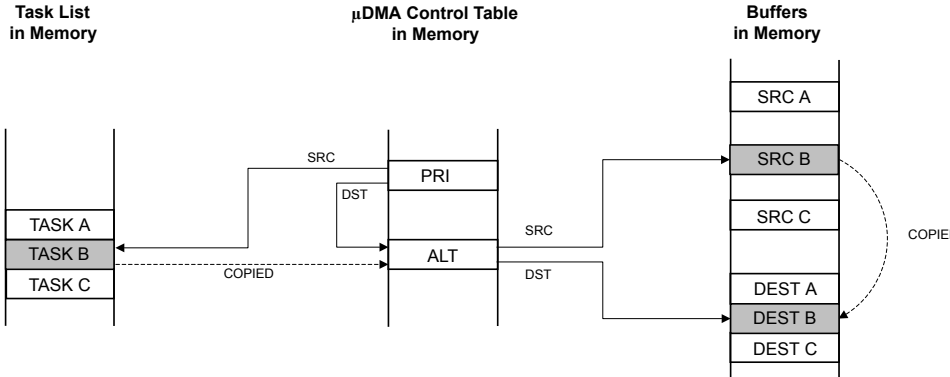 Task List
in Memory
µDMA Control Table
in Memory
Buffers
in Memory
SRC A
SRC
SRC B
PRI
DST
TASK A
SRC C
SRC
COPIED
TASK B
ALT
COPIED
DST
TASK C
DEST A
DEST B
DEST C